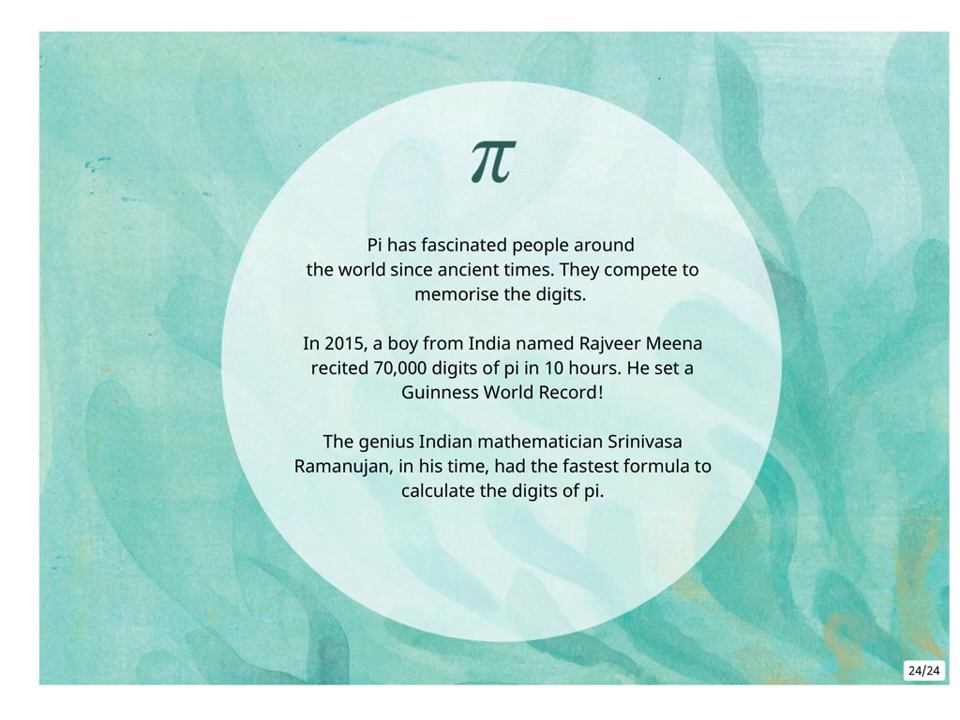 π
Pi has fascinated people around
the world since ancient times. They compete to
memorise the digits.
In 2015, a boy from India named Rajveer Meena
recited 70,000 digits of pi in 10 hours. He set a
Guinness World Record!
The genius Indian mathematician Srinivasa
Ramanujan, in his time, had the fastest formula to
calculate the digits of pi.
24/24